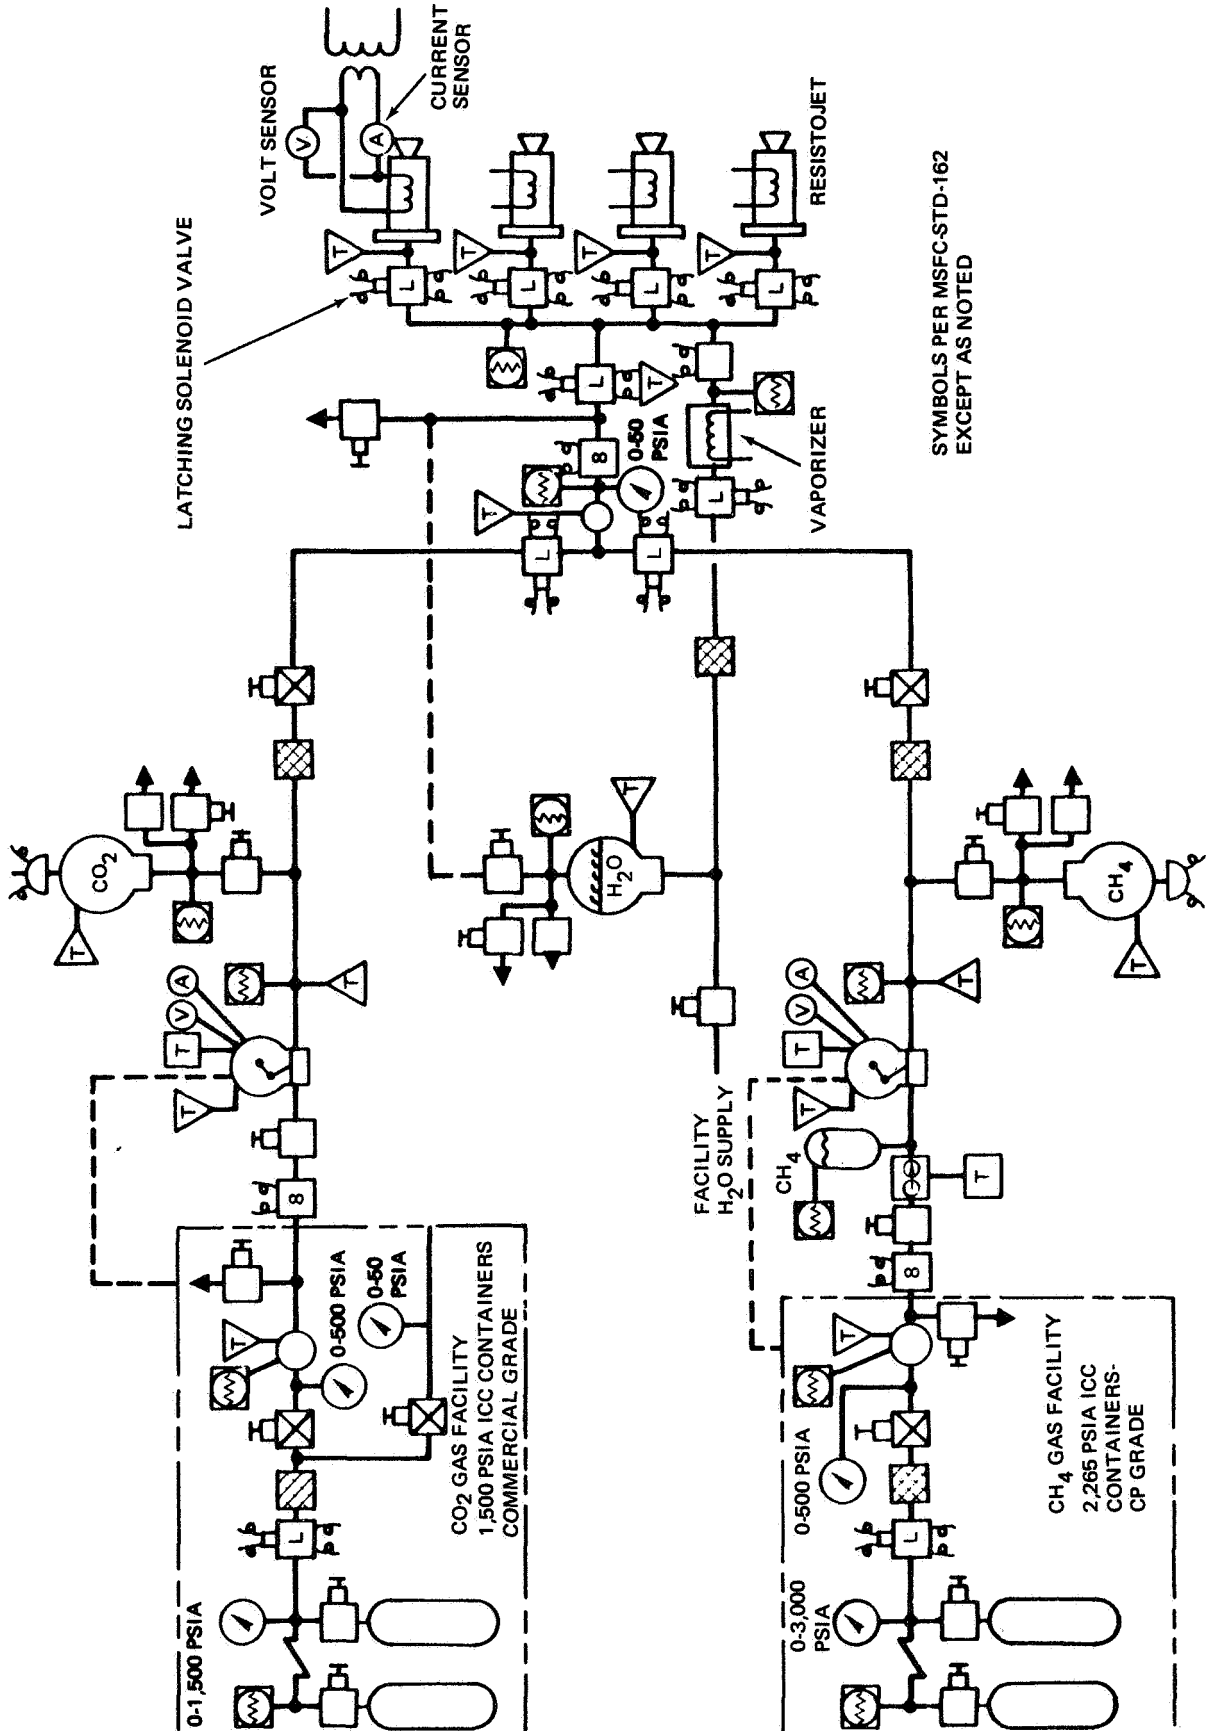 VOLT SENSOR
CURRENT
SENSOR
V
A
LATCHING SOLENOID VALVE
T
T
T
T
L
L
L
L
RESISTOJET
SYMBOLS PER MSFC-STD-162
EXCEPT AS NOTED
L
T
8
0-50
PSIA
T
L
L
L
VAPORIZER
CO2
T
H2O
T
CH4
T
A
V
T
T
T
8
FACILITY
H2O SUPPLY
A
V
T
T
T
CH4
T
8
T
0-500 PSIA
0-50
PSIA
CO2 GAS FACILITY
1,500 PSIA ICC CONTAINERS
COMMERCIAL GRADE
L
0-1,500 PSIA
T
0-500 PSIA
CH4 GAS FACILITY
2,265 PSIA ICC
CONTAINERS-
CP GRADE
L
0-3,000
PSIA